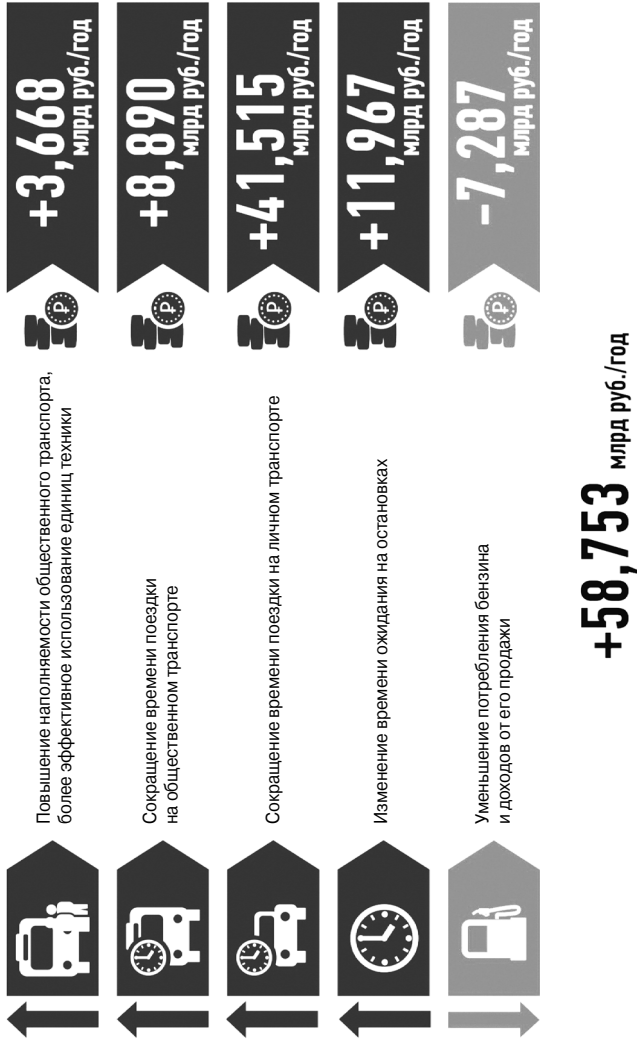 Повышение наполняемости общественного транспорта,
более эффективное использование единиц техники
+3,668
млрд руб./год
Сокращение времени поездки
на общественном транспорте
+8,890
млрд руб./год
Сокращение времени поездки на личном транспорте
+41,515
млрд руб./год
Изменение времени ожидания на остановках
+11,967
млрд руб./год
Уменьшение потребления бензина
и доходов от его продажи
-7,287
млрд руб./год
+58,753 млрд руб./год